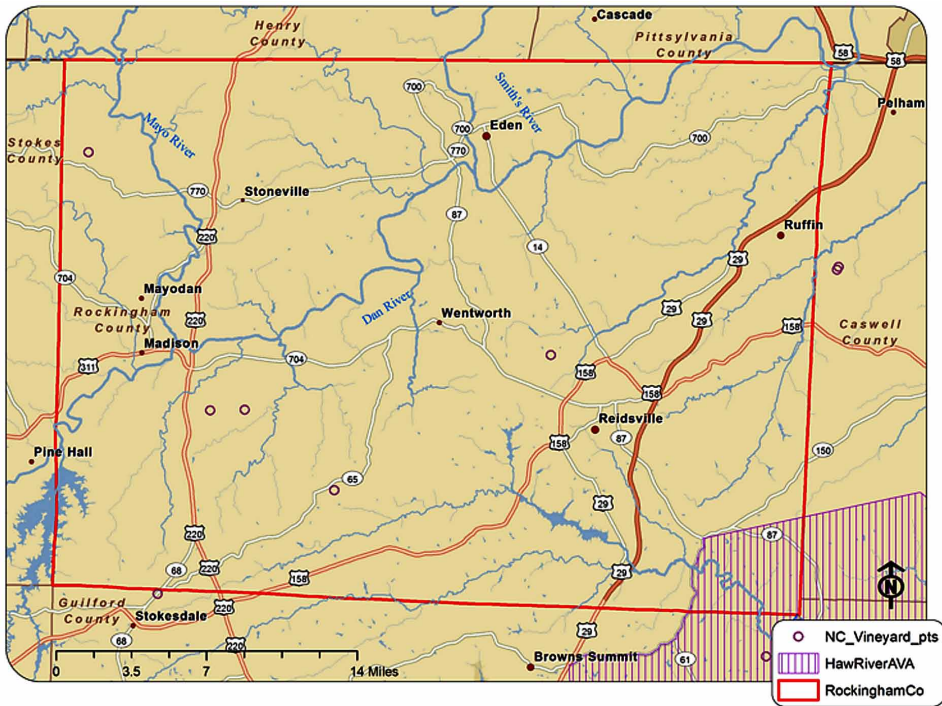 Henry
County
Cascade
Pittsylvania
County
58
58
Pelham
700
Smith's River
700
Eden
770
700
Mayo River
Stokes
County
770
Stoneville
87
14
Ruffin
220
29
704
Mayodan
Rockingham
County
220
Dan River
Wentworth
29
29
158
Caswell
County
Madison
311
704
158
158
Reidsville
158
87
150
Pine Hall
65
29
220
87
68
220
158
29
Guilford
County
220
Stokesdale
68
220
29
Browns Summit
61
0
3.5
7
14 Miles
N
NC_Vineyard_pts
HawRiverAVA
RockinghamCo